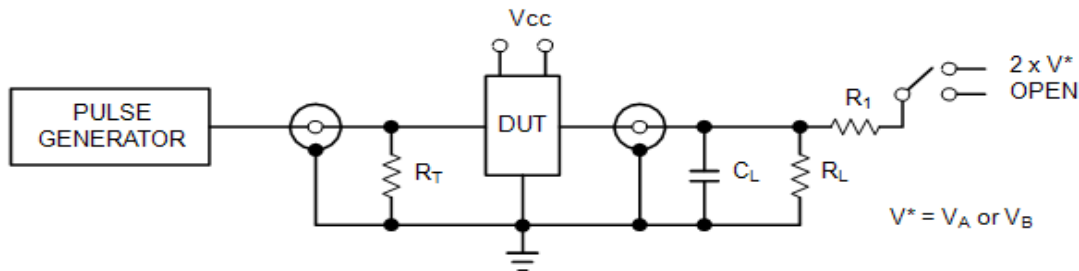 Vcc
2 x V*
OPEN
R1
PULSE
GENERATOR
DUT
RT
CL
RL
V* = VA or VB